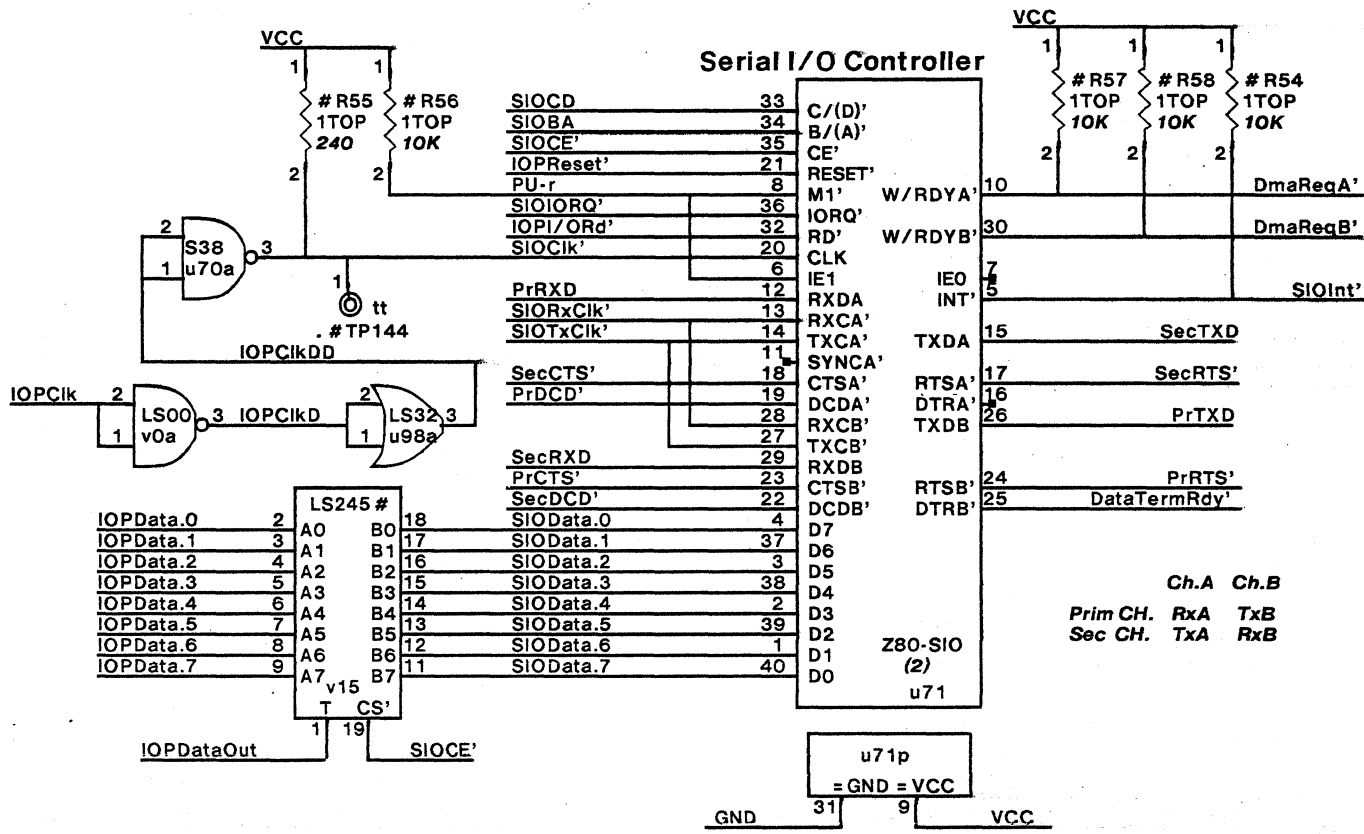 Serial I/O Controller
VCC
1
1
# R55
1TOP
240
2
# R56
1TOP
10K
2
VCC
1
1
1
# R57
1TOP
10K
2
# R58
1TOP
10K
2
# R54
1TOP
10K
2
SIOCD 33 C/(D)'
SIOBA 34 B/(A)'
SIOCE' 35 CE'
IOPReset' 21 RESET'
PU-r 8 M1'
SIOIORQ' 36 IORQ'
IOPI/ORd' 32 RD'
SIOClk' 20 CLK
6 IE1
PrRXD 12 RXDA
SIORxClk' 13 RXCA'
SIOTxClk' 14 TXCA'
11 SYNCA'
SecCTS' 18 CTSA'
PrDCD' 19 DCDA'
28 RXCB'
27 TXCB'
SecRXD 29 RXDB
PrCTS' 23 CTSB'
SecDCD' 22 DCDB'
SIOData.0 4 D7
SIOData.1 37 D6
SIOData.2 3 D5
SIOData.3 38 D4
SIOData.4 2 D3
SIOData.5 39 D2
SIOData.6 1 D1
SIOData.7 40 D0
W/RDYA' 10 DmaReqA'
W/RDYB' 30 DmaReqB'
IEO 7
INT' 5 SIOInt'
TXDA 15 SecTXD
RTSA' 17 SecRTS'
DTRA' 16
TXDB 26 PrTXD
RTSB' 24 PrRTS'
DTRB' 25 DataTermRdy'
Z80-SIO
(2)
u71
2
1
S38
u70a
3
1
tt
. #TP144
IOPClkDD
IOPClk
2
1
LS00
v0a
3
IOPClkD
2
1
LS32
u98a
3
LS245 #
IOPData.0 2 A0 B0 18
IOPData.1 3 A1 B1 17
IOPData.2 4 A2 B2 16
IOPData.3 5 A3 B3 15
IOPData.4 6 A4 B4 14
IOPData.5 7 A5 B5 13
IOPData.6 8 A6 B6 12
IOPData.7 9 A7 B7 11
v15
T CS'
1 19
IOPDataOut
SIOCE'
Ch.A Ch.B
Prim CH. RxA TxB
Sec CH. TxA RxB
u71p
=GND =VCC
31 9
GND VCC